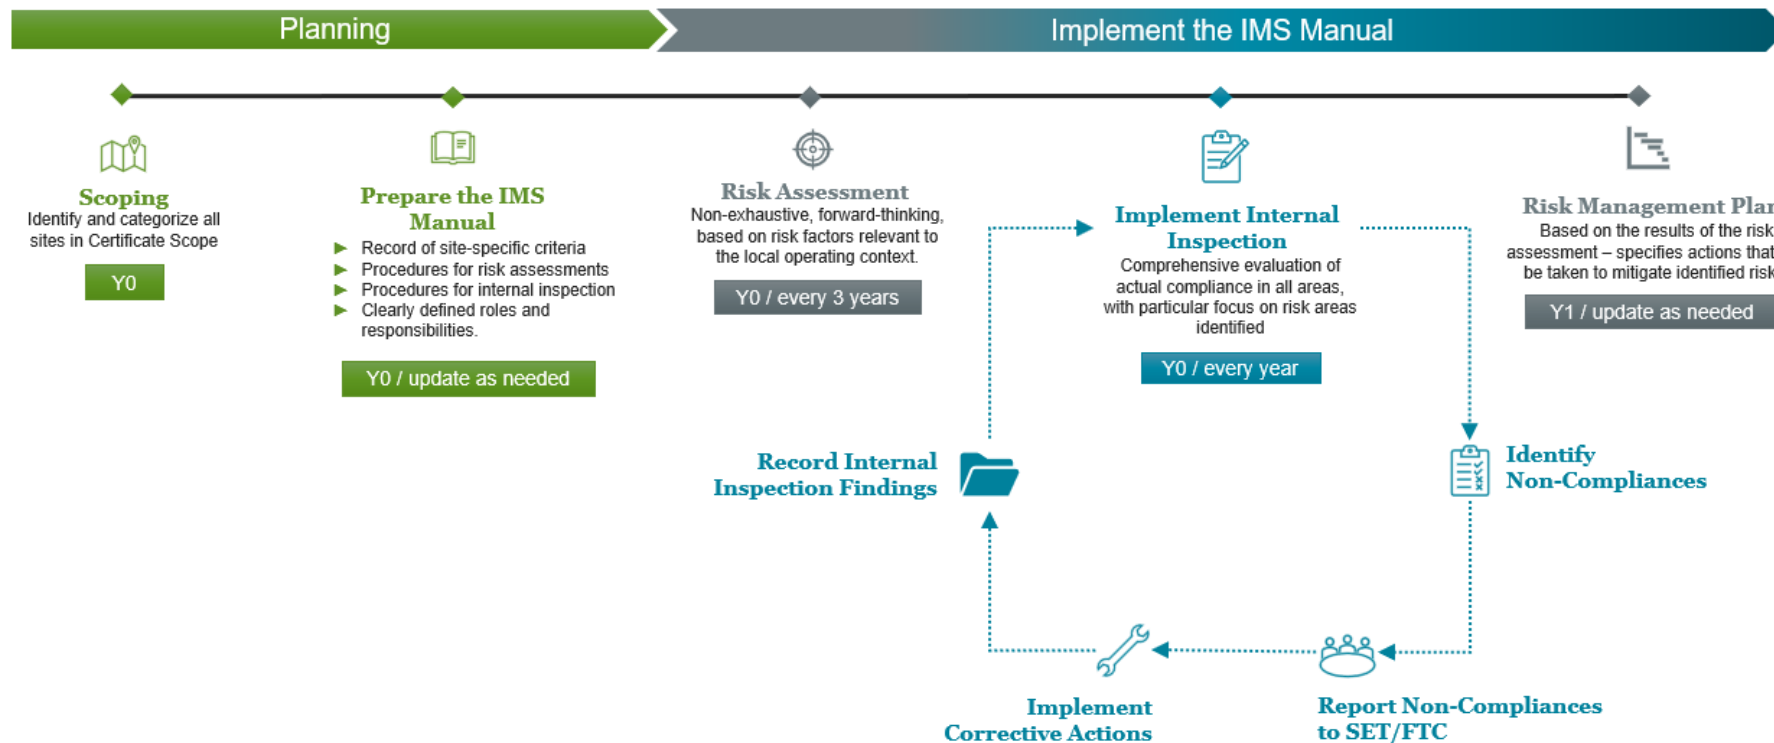 Planning
Implement the IMS Manual
Scoping
Identify and categorize all
sites in Certificate Scope
Y0
Prepare the IMS
Manual
Record of site-specific criteria
Procedures for risk assessments
Procedures for internal inspection
Clearly defined roles and
responsibilities.
Y0 / update as needed
Risk Assessment
Non-exhaustive, forward-thinking,
based on risk factors relevant to
the local operating context.
Y0 / every 3 years
Implement Internal
Inspection
Comprehensive evaluation of
actual compliance in all areas,
with particular focus on risk areas
identified
Y0 / every year
Risk Management Plan
Based on the results of the risk
assessment – specifies actions that
be taken to mitigate identified risk
Y1 / update as needed
Record Internal
Inspection Findings
Identify
Non-Compliances
Implement
Corrective Actions
Report Non-Compliances
to SET/FTC